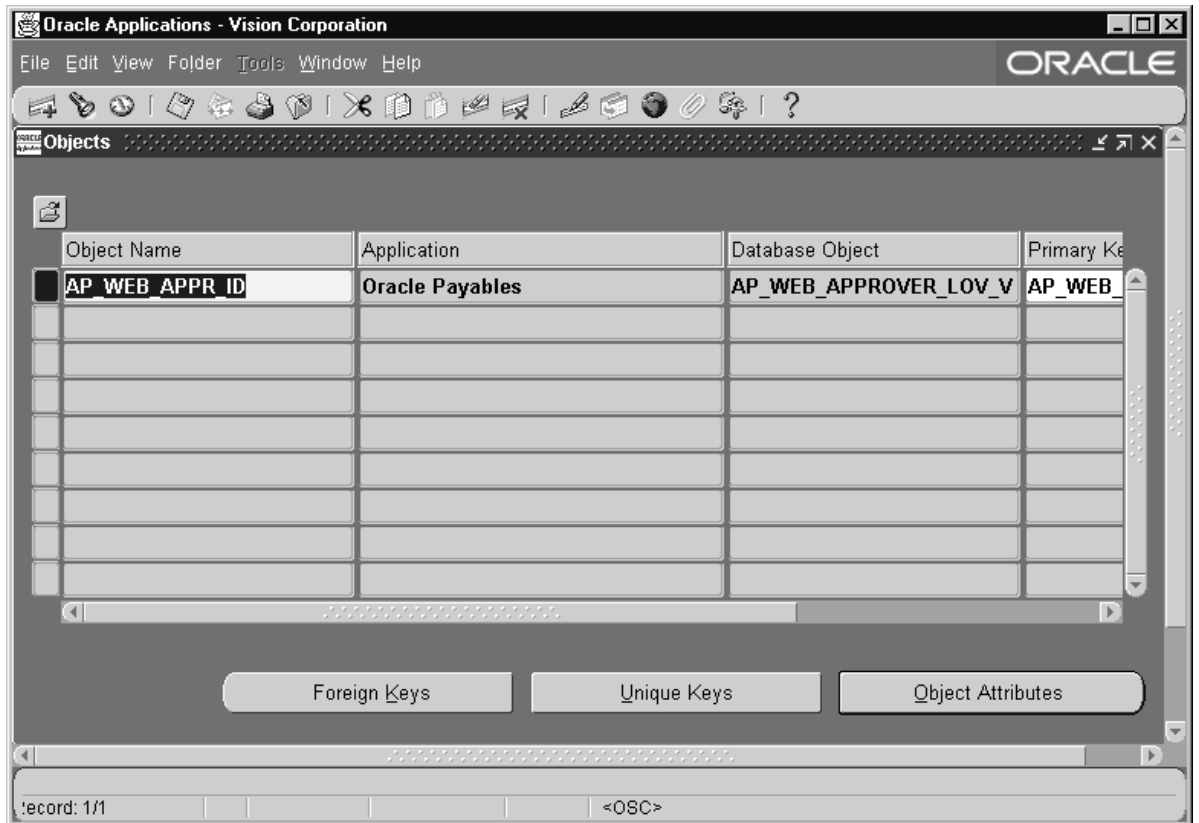 Oracle Applications - Vision Corporation
File Edit View Folder Tools Window Help
ORACLE
Objects
Object Name Application Database Object Primary Ke
AP_WEB_APPR_ID Oracle Payables AP_WEB_APPROVER_LOV_V AP_WEB_
Foreign Keys Unique Keys Object Attributes
ecord: 1/1 <OSC>